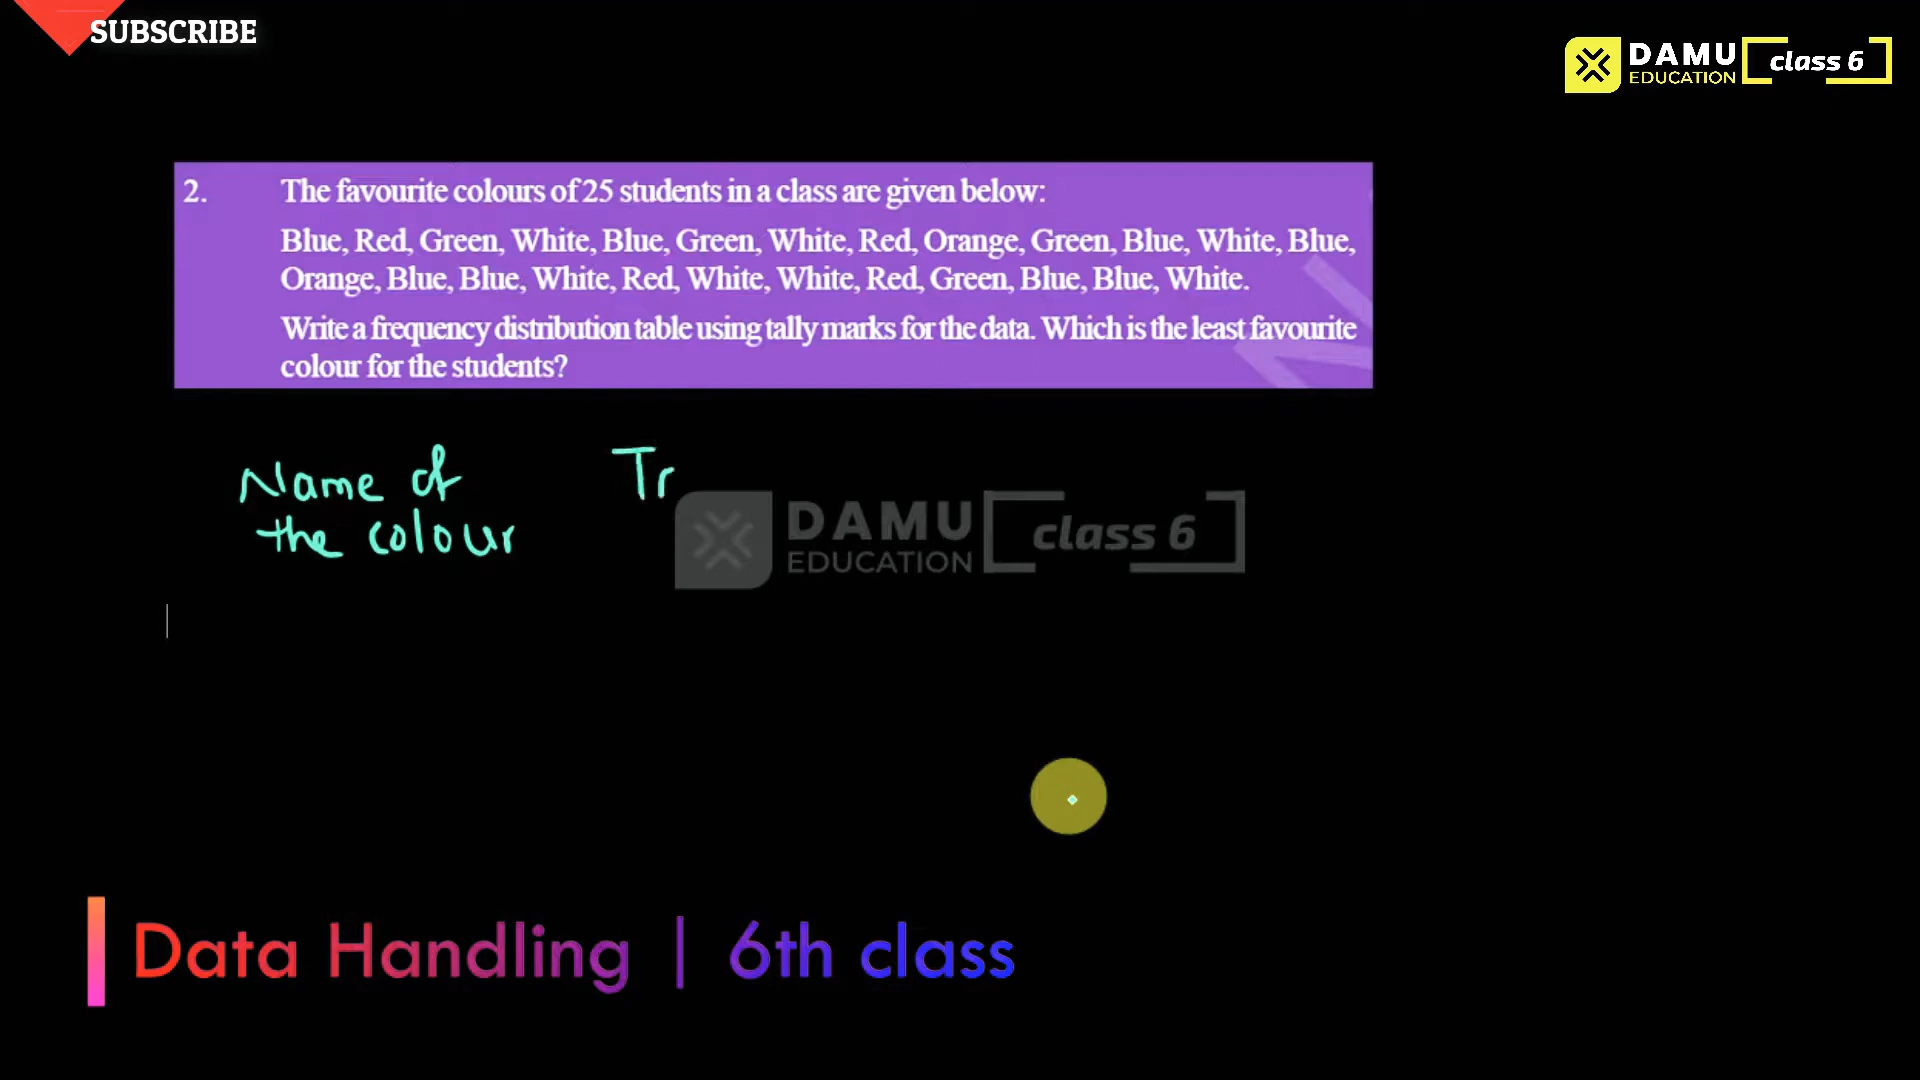 SUBSCRIBE
DAMU
EDUCATION
class 6
2. The favourite colours of 25 students in a class are given below:
Blue, Red, Green, White, Blue, Green, White, Red, Orange, Green, Blue, White, Blue,
Orange, Blue, Blue, White, Red, White, White, Red, Green, Blue, Blue, White.
Write a frequency distribution table using tally marks for the data. Which is the least favourite
colour for the students?
Name of
the colour
Tr
DAMU
EDUCATION
class 6
Data Handling | 6th class